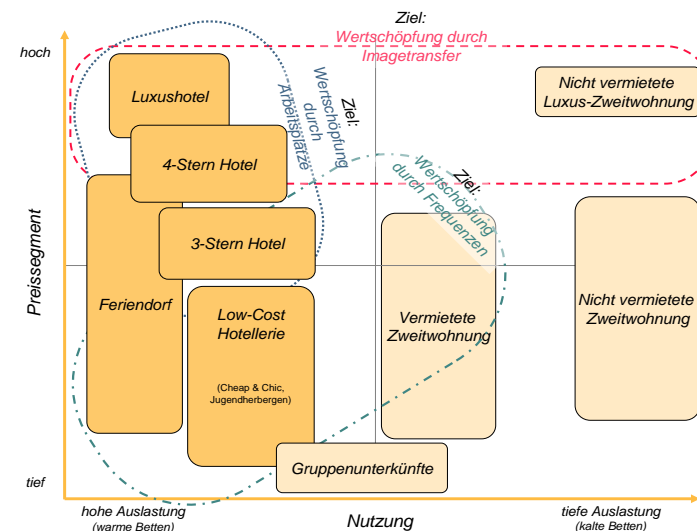 Ziel:
Wertschöpfung durch
Imagetransfer
hoch
Luxushotel
Nicht vermietete
Luxus-Zweitwohnung
Ziel:
Wertschöpfung
durch
Arbeitsplätze
4-Stern Hotel
Ziel:
Wertschöpfung
durch Frequenzen
3-Stern Hotel
Preissegment
Feriendorf
Low-Cost
Hotellerie
(Cheap & Chic,
Jugendherbergen)
Vermietete
Zweitwohnung
Nicht vermietete
Zweitwohnung
Gruppenunterkünfte
tief
hohe Auslastung
(warme Betten)
Nutzung
tiefe Auslastung
(kalte Betten)